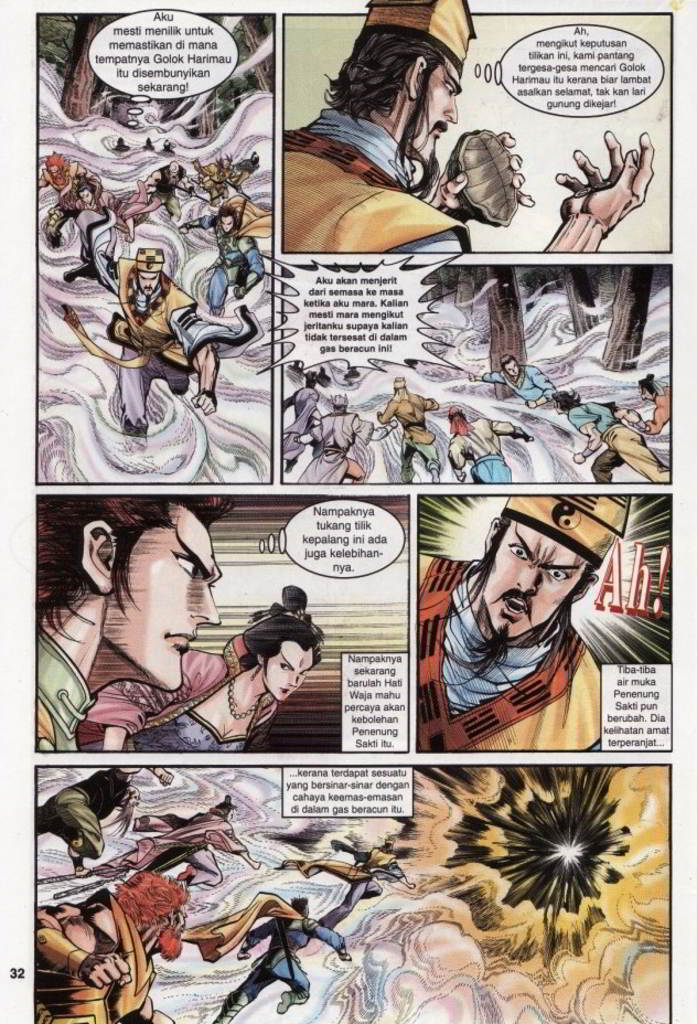 Aku
mesti menilik untuk
memastikan di mana
tempatnya Golok Harimau
itu disembunyikan
sekarang!
Ah,
mengikut keputusan
tilikan ini, kami pantang
tergesa-gesa mencari Golok
Harimau itu kerana biar lambat
asalkan selamat, tak kan lari
gunung dikejar!
Aku akan menjerit
dari semasa ke masa
ketika aku mara. Kalian
mesti mara mengikut
jeritanku supaya kalian
tidak tersesat di dalam
gas beracun ini!
Nampaknya
tukang tilik
kepalang ini ada
juga kelebihan-
nya.
Nampaknya
sekarang
barulah Hati
Waja mahu
percaya akan
kebolehan
Penenung
Sakti itu.
Ah!
Tiba-tiba
air muka
Penenung
Sakti pun
berubah. Dia
kelihatan amat
terperanjat...
...kerana terdapat sesuatu
yang bersinar-sinar dengan
cahaya keemas-emasan
di dalam gas beracun itu.
32